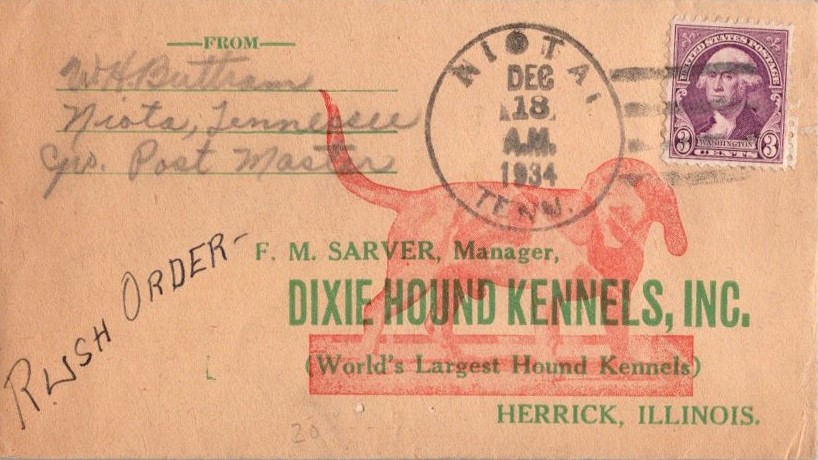 FROM
W H Buttram
Niota, Tennessee
Post Master
NIOTA,
DEC
18
A.M.
1934
TENN.
UNITED STATES POSTAGE
3 WASHINGTON 3
CENTS
RUSH ORDER-
F. M. SARVER, Manager,
DIXIE HOUND KENNELS, INC.
(World's Largest Hound Kennels)
HERRICK, ILLINOIS.
20